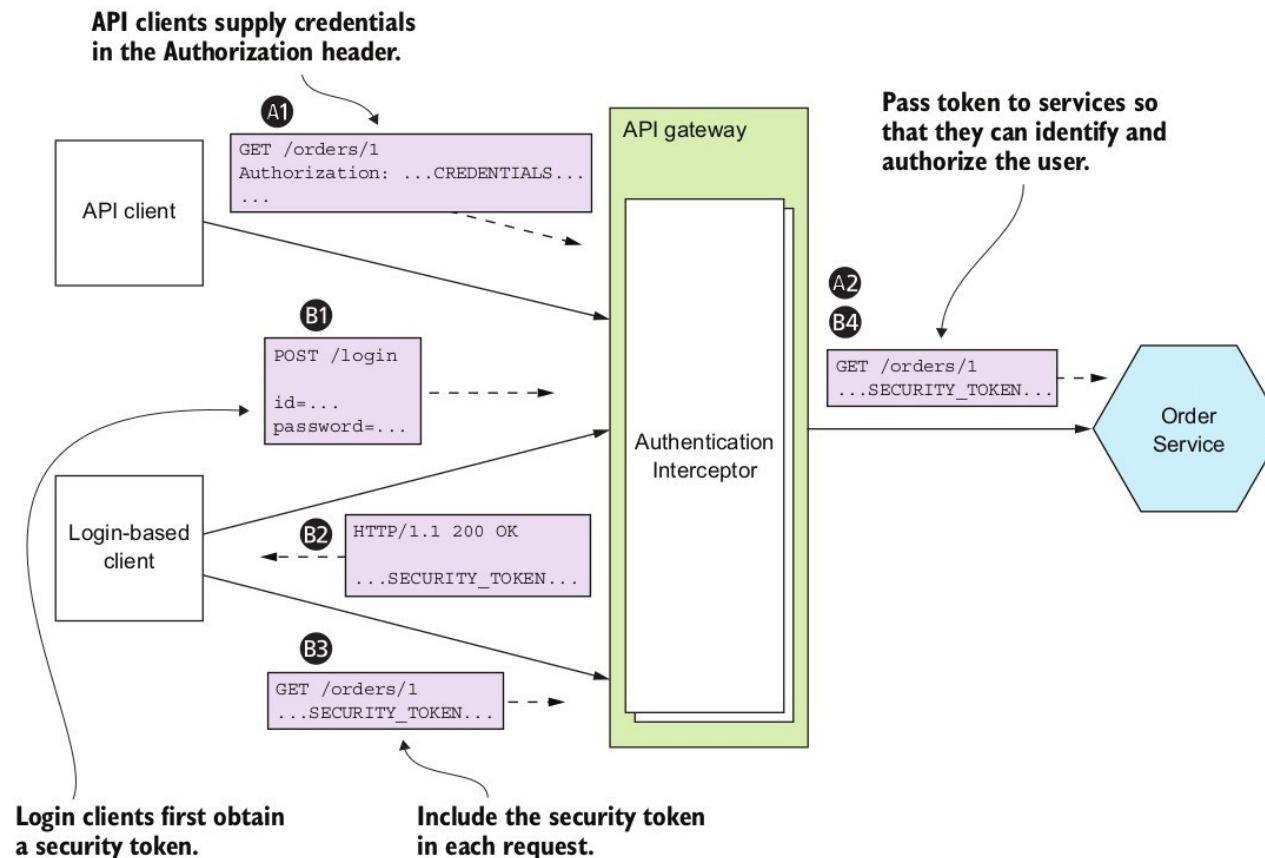 API clients supply credentials
in the Authorization header.
A1
GET /orders/1
Authorization: ...CREDENTIALS...
...
API client
API gateway
Pass token to services so
that they can identify and
authorize the user.
A2
B4
GET /orders/1
...SECURITY_TOKEN...
B1
POST /login
id=...
password=...
Authentication
Interceptor
Order
Service
Login-based
client
B2
HTTP/1.1 200 OK
...SECURITY_TOKEN...
B3
GET /orders/1
...SECURITY_TOKEN...
Login clients first obtain
a security token.
Include the security token
in each request.